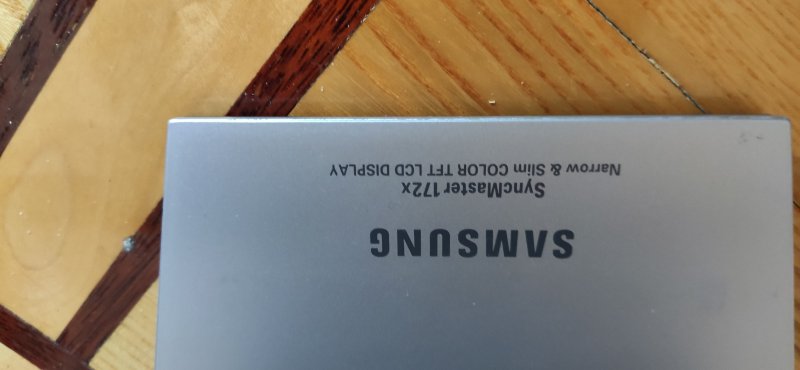 SAMSUNG
SyncMaster 172x
Narrow & Slim COLOR TFT LCD DISPLAY